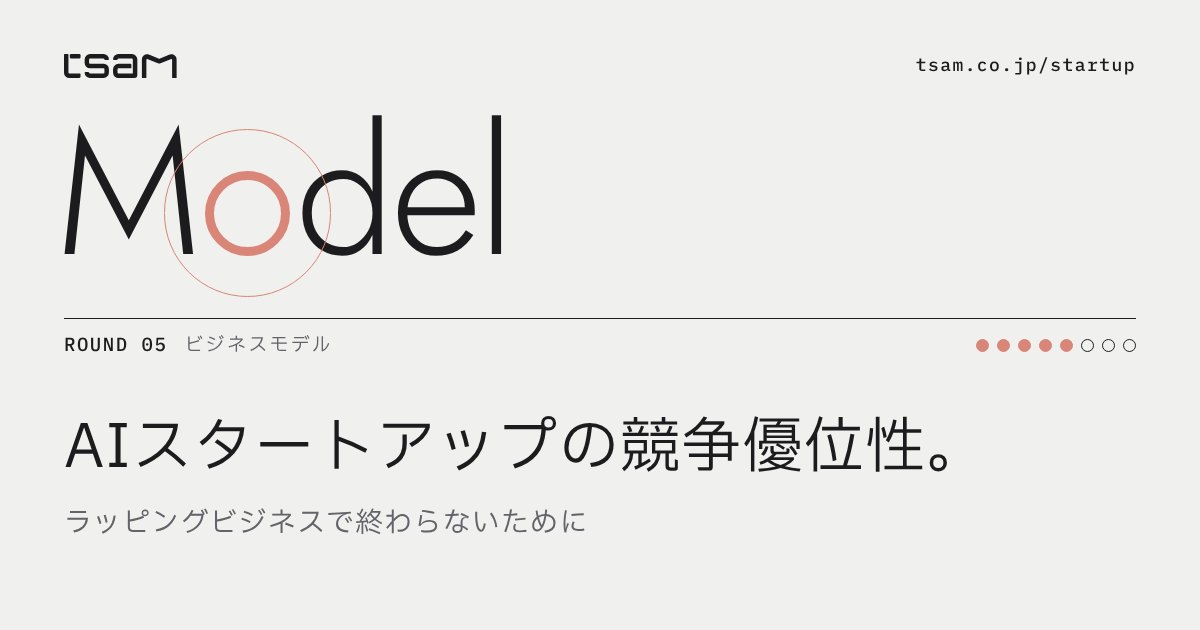 tsam
tsam.co.jp/startup
Model
ROUND 05 ビジネスモデル
AIスタートアップの競争優位性。
ラッピングビジネスで終わらないために